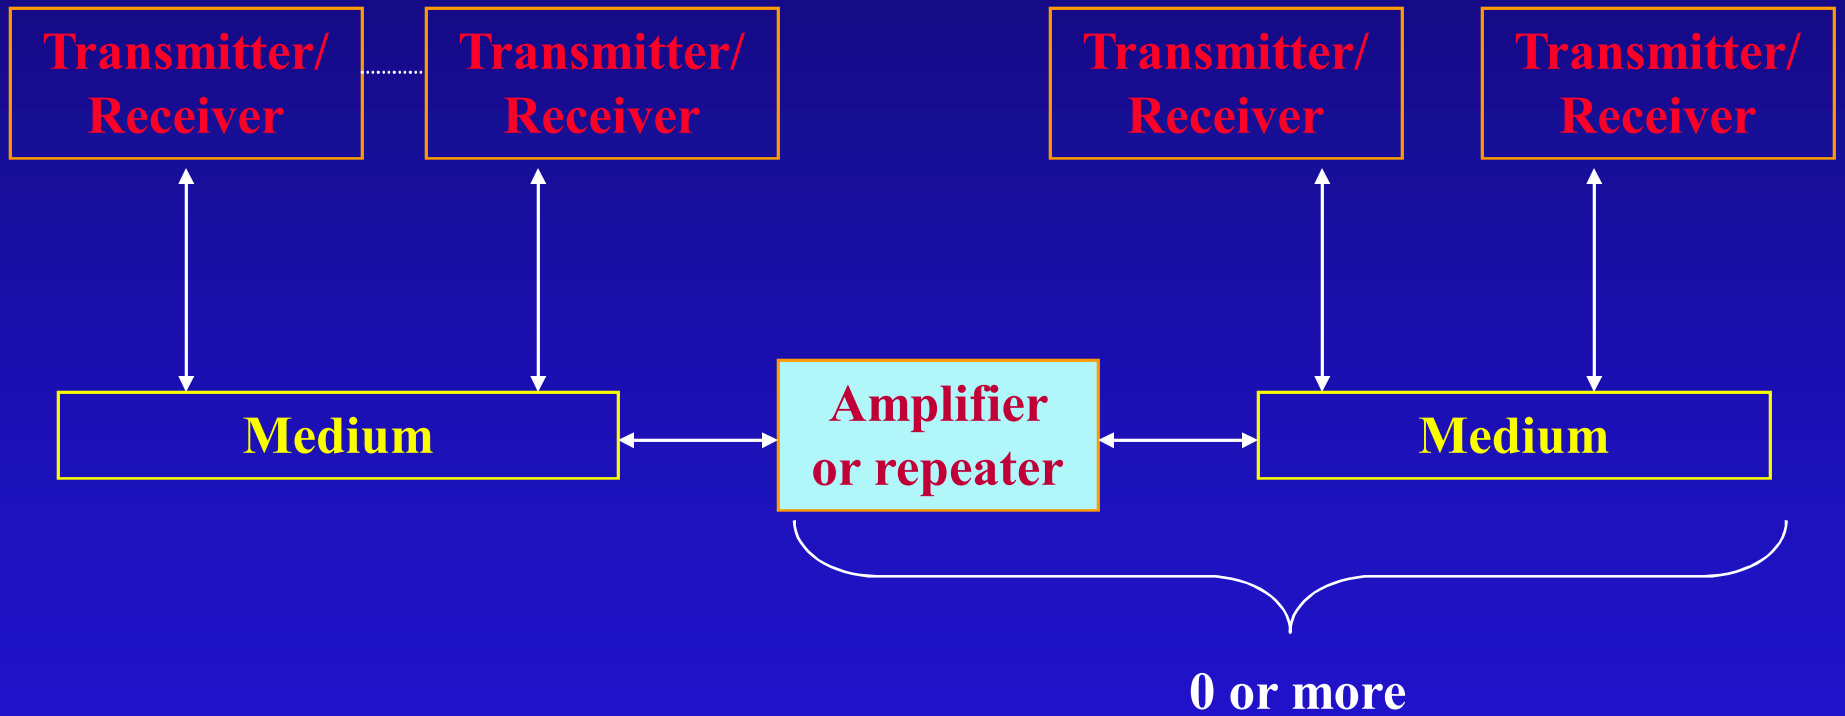 Transmitter/
Receiver
Transmitter/
Receiver
Transmitter/
Receiver
Transmitter/
Receiver
Medium
Amplifier
or repeater
Medium
0 or more